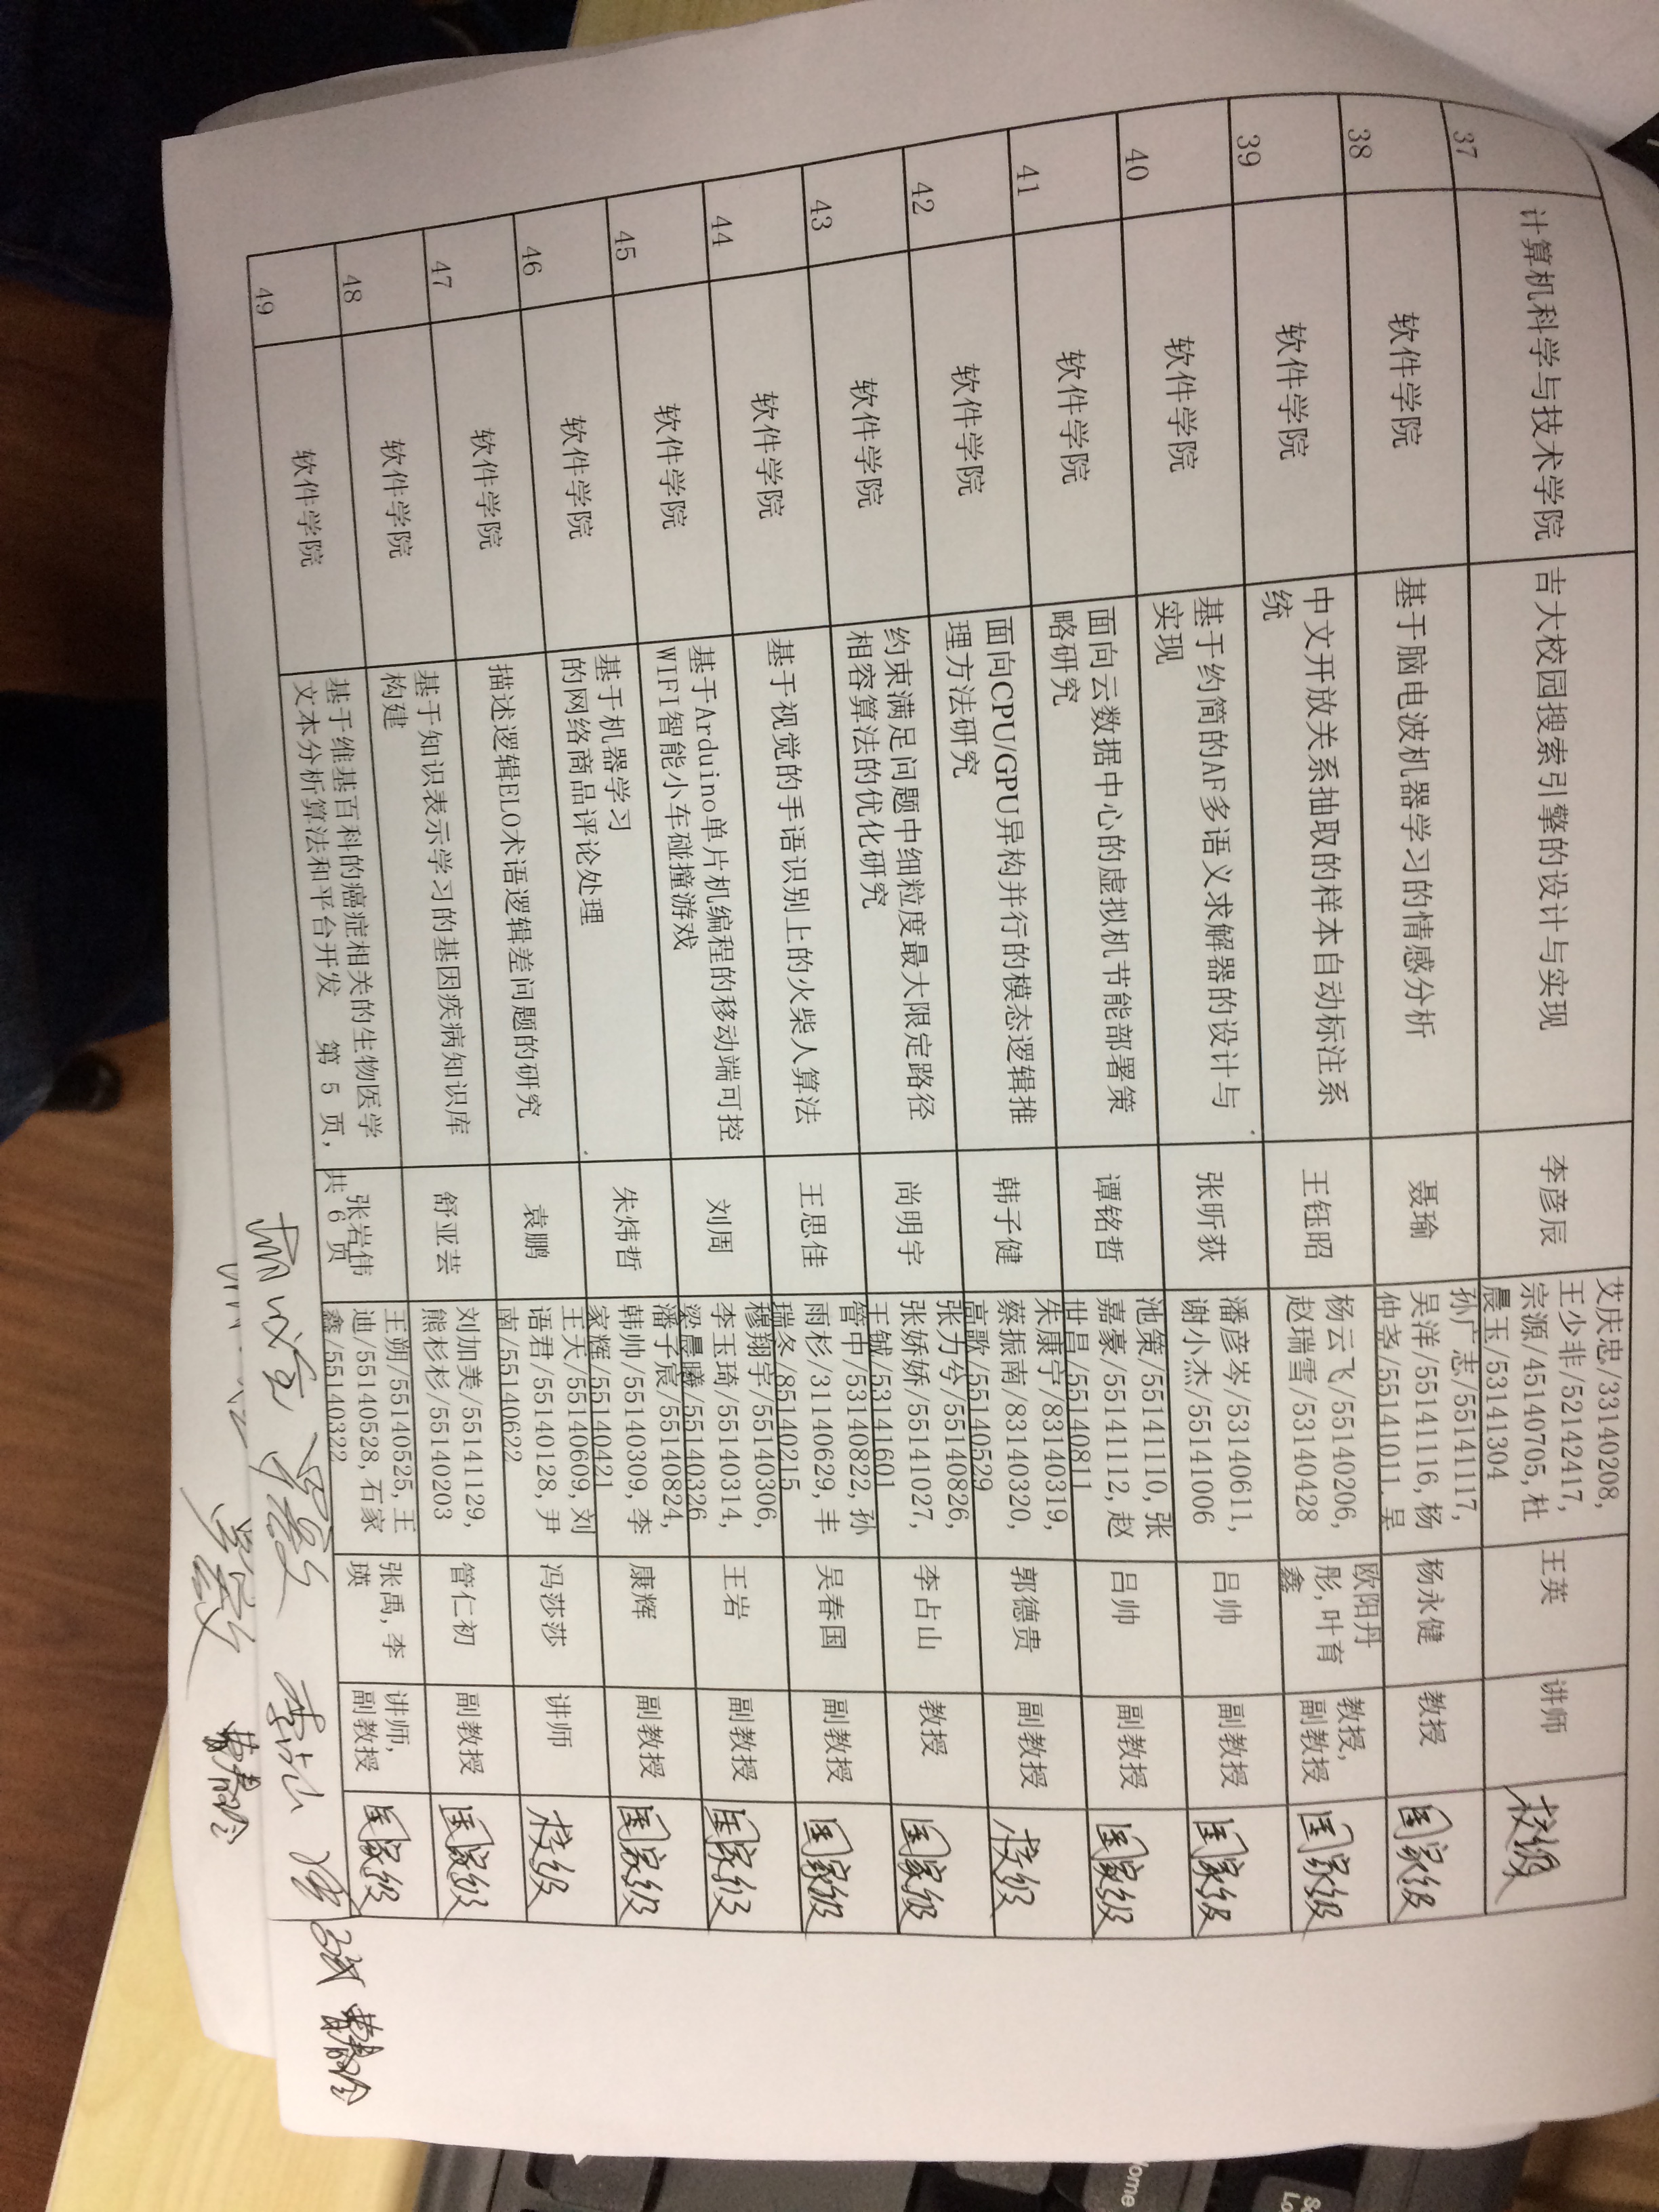 37 计算机科学与技术学院 吉大校园搜索引擎的设计与实现 李彦辰 艾庆忠/33140208, 王英 讲师 校级
王少非/52142417,
宗源/45140705,杜
晨玉/53141304
38 软件学院 基于脑电波机器学习的情感分析 聂瑜 孙广志/55141117, 杨永健 教授 国家级
吴洋/55141116,杨
仲尧/55141011,吴
39 软件学院 中文开放关系抽取的样本自动标注系 王钰昭 杨云飞/55140206, 欧阳丹 教授, 国家级
统 赵瑞雪/53140428 彤,叶育 副教授
鑫
40 软件学院 基于约简的AF多语义求解器的设计与 张昕荻 潘彦岑/53140611, 吕帅 副教授 国家级
实现 谢小杰/55141006
41 软件学院 面向云数据中心的虚拟机节能部署策 谭铭哲 池策/55141110,张 吕帅 副教授 国家级
略研究 嘉豪/55141112,赵
世昌/55140811
42 软件学院 面向CPU/GPU异构并行的模态逻辑推 韩子健 朱康宁/83140319, 郭德贵 副教授 校级
理方法研究 蔡振南/83140320,
高歌/55140529
43 软件学院 约束满足问题中细粒度最大限定路径 尚明宇 张力兮/55140826, 李占山 教授 国家级
相容算法的优化研究 张娇娇/55141027,
王铖/53141601
44 软件学院 基于视觉的手语识别上的火柴人算法 王思佳 管中/53140822,孙 吴春国 副教授 国家级
雨杉/31140629,丰
瑞冬/85140215
45 软件学院 基于Arduino单片机编程的移动端可控 刘周 穆翔宇/55140306, 王岩 副教授 国家级
WIFI智能小车碰撞游戏 李玉琦/55140314,
梁晨曦/55140326
46 软件学院 基于机器学习 朱炜哲 潘子宸/55140824, 康辉 副教授 国家级
的网络商品评论处理 韩帅/55140309,李
家辉/55140421
47 软件学院 描述逻辑ELO术语逻辑差问题的研究 袁鹏 王天/55140609,刘 冯莎莎 讲师 校级
语君/55140128,尹
南/55140622
48 软件学院 基于知识表示学习的基因疾病知识库 舒亚芸 刘加美/55141129, 管仁初 副教授 国家级
构建 熊杉杉/55140203
49 软件学院 基于维基百科的癌症相关的生物医学 张岩伟 王朔/55140525,王 张禹,李 讲师, 国家级
文本分析算法和平台开发 迪/55140528,石家 瑛 副教授
鑫/55140322
第 5 页, 共 6 页
李占山 曹春玲
曹春玲
Home